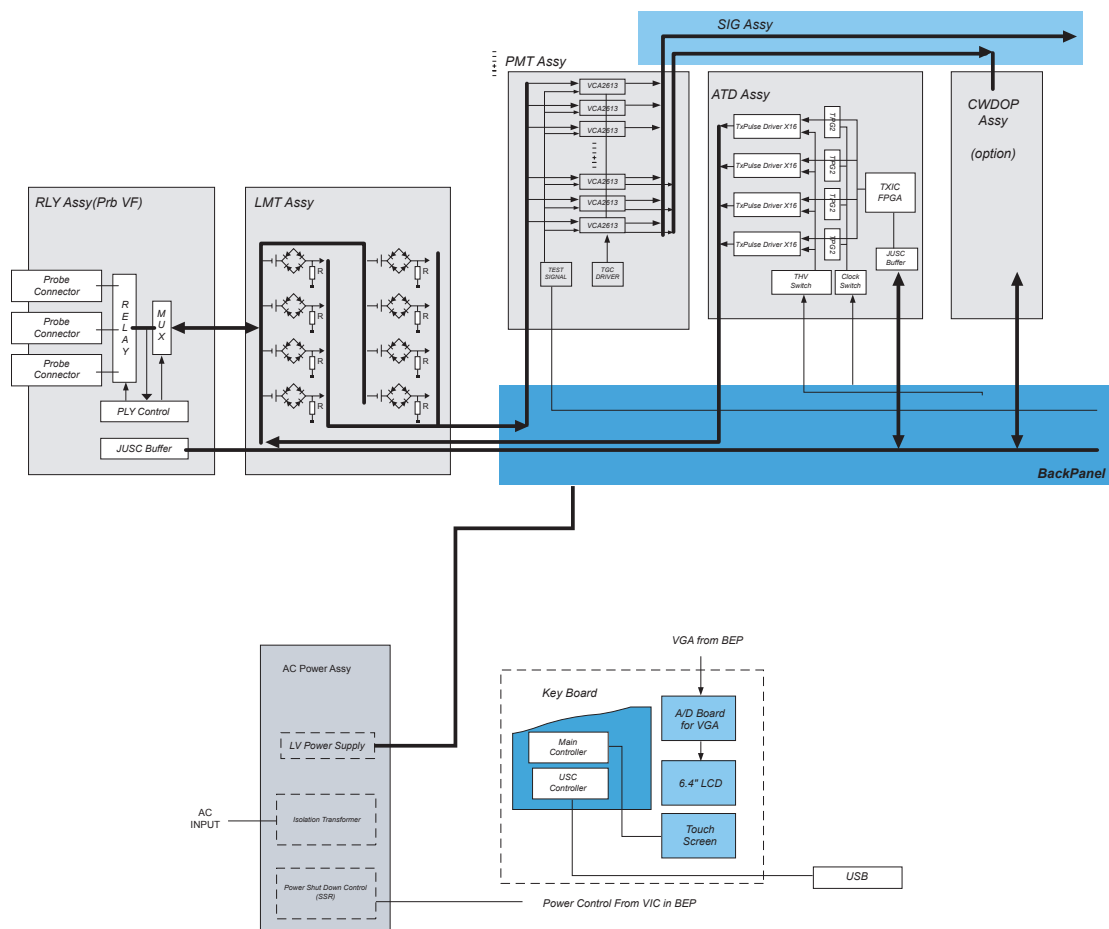 SIG Assy
PMT Assy
VCA2613
VCA2613
VCA2613
VCA2613
VCA2613
VCA2613
TEST
SIGNAL
TGC
DRIVER
ATD Assy
TxPulse Driver X16
TxPulse Driver X16
TxPulse Driver X16
TxPulse Driver X16
TPG2
TPG2
TPG2
TPG2
TXIC
FPGA
JUSC
Buffer
THV
Switch
Clock
Switch
CWDOP
Assy
(option)
RLY Assy(Prb VF)
Probe
Connector
Probe
Connector
Probe
Connector
RELAY
MUX
PLY Control
JUSC Buffer
LMT Assy
R
R
R
R
R
R
R
R
BackPanel
AC Power Assy
LV Power Supply
AC
INPUT
Isolation Transformer
Power Shut Down Control
(SSR)
Power Control From VIC in BEP
VGA from BEP
Key Board
Main
Controller
USC
Controller
A/D Board
for VGA
6.4" LCD
Touch
Screen
USB